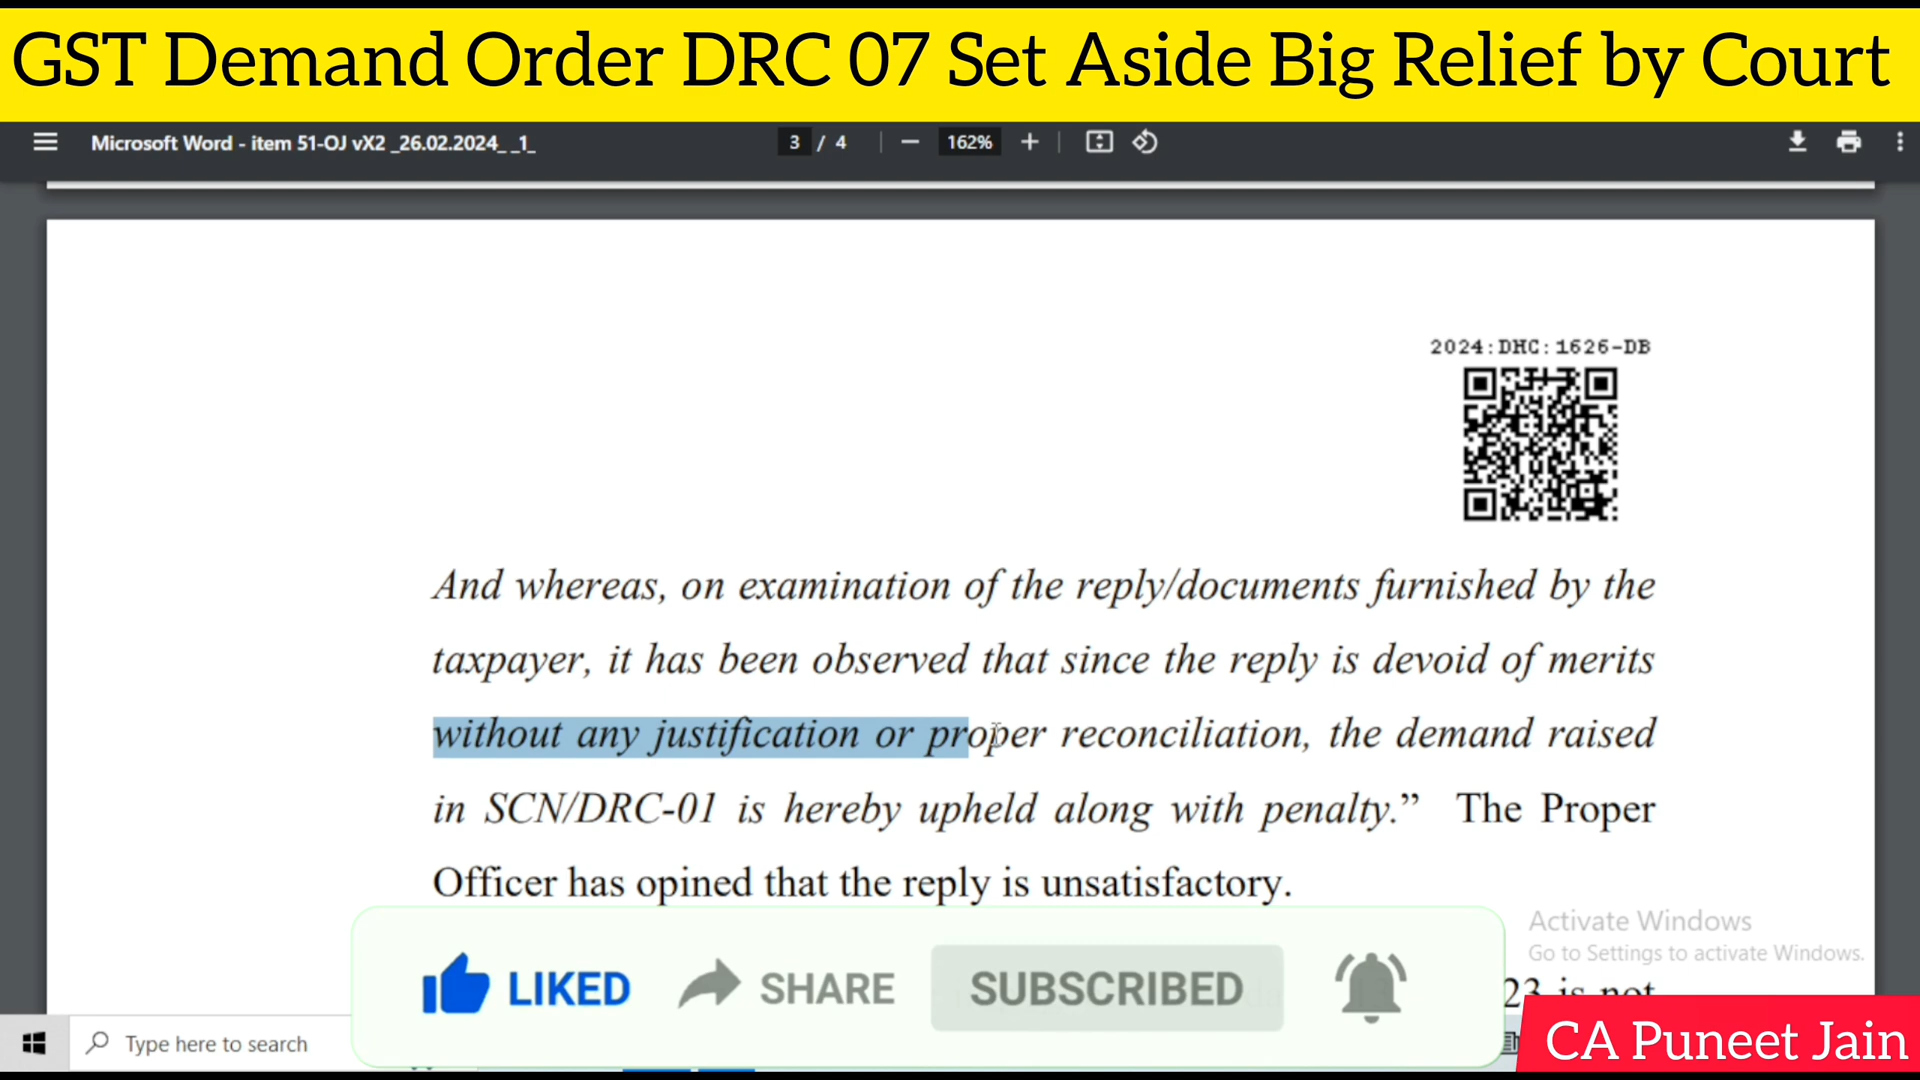 GST Demand Order DRC 07 Set Aside Big Relief by Court
Microsoft Word - item 51-OJ vX2 _26.02.2024_ _1_
3 / 4
162%
2024:DHC:1626-DB
And whereas, on examination of the reply/documents furnished by the
taxpayer, it has been observed that since the reply is devoid of merits
without any justification or proper reconciliation, the demand raised
in SCN/DRC-01 is hereby upheld along with penalty.” The Proper
Officer has opined that the reply is unsatisfactory.
Activate Windows
Go to Settings to activate Windows.
23 is not
LIKED
SHARE
SUBSCRIBED
Type here to search
CA Puneet Jain